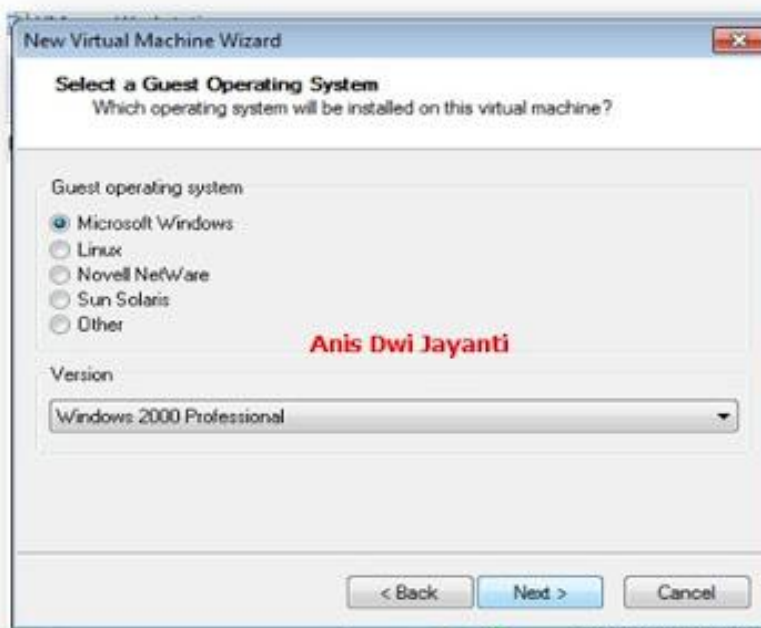 New Virtual Machine Wizard
Select a Guest Operating System
Which operating system will be installed on this virtual machine?
Guest operating system
Microsoft Windows
Linux
Novell NetWare
Sun Solaris
Other
Anis Dwi Jayanti
Version
Windows 2000 Professional
< Back Next > Cancel